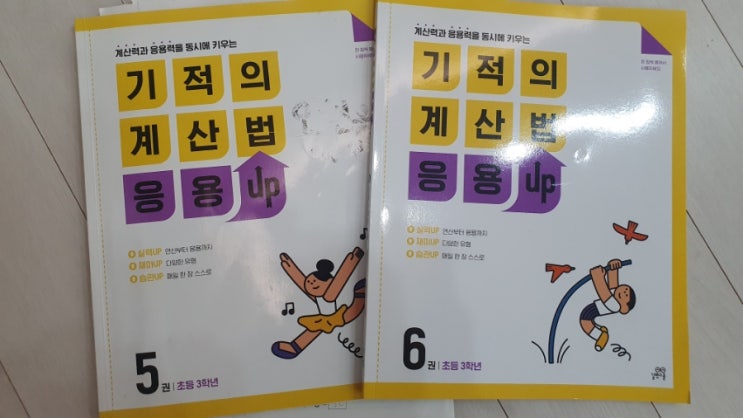 계산력과 응용력을 동시에 키우는
기적의
계산법
응용 UP
실력UP 연산부터 응용까지
재미UP 다양한 유형
습관UP 매일 한 장 스스로
5권 | 초등 3학년
계산력과 응용력을 동시에 키우는
기적의
계산법
응용 UP
실력UP 연산부터 응용까지
재미UP 다양한 유형
습관UP 매일 한 장 스스로
6권 | 초등 3학년
길벗스쿨